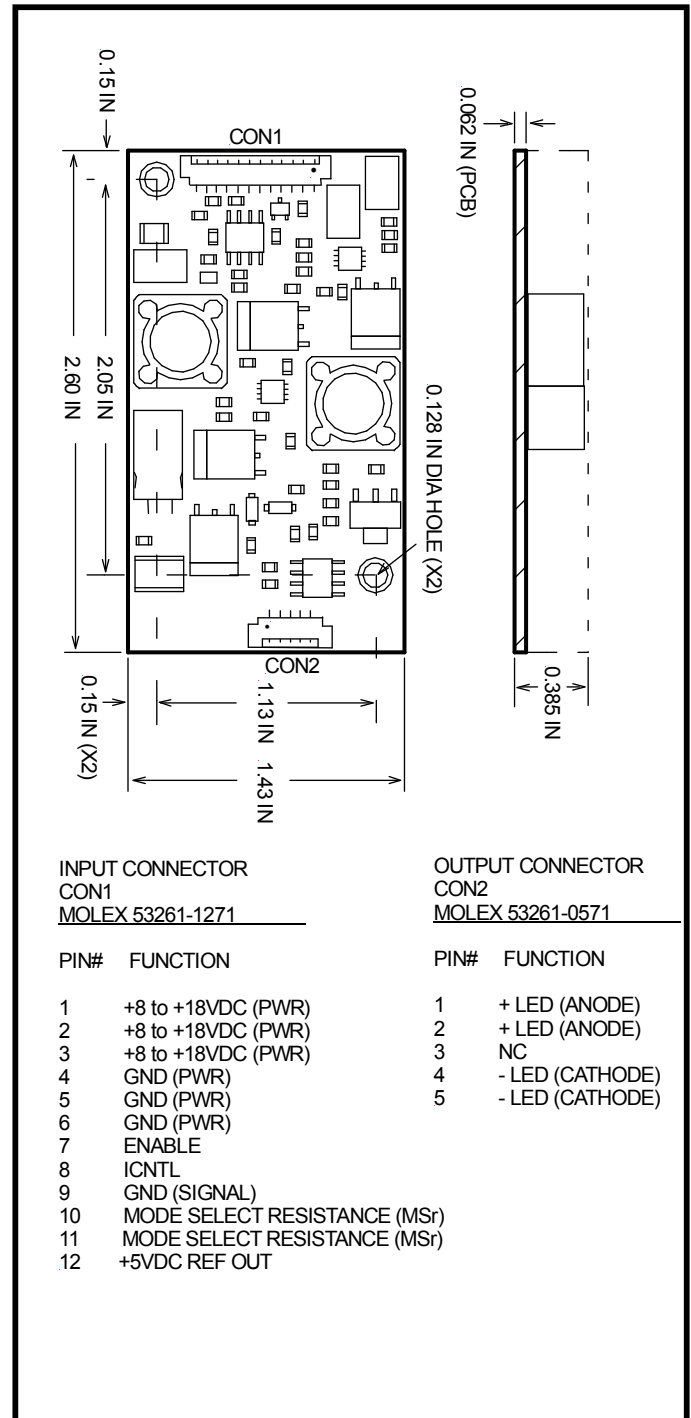 0.15 IN
CON1
0.062 IN (PCB)
2.60 IN
2.05 IN
0.128 IN DIA HOLE (X2)
CON2
0.15 IN (X2)
1.13 IN
1.43 IN
0.385 IN
INPUT CONNECTOR
CON1
MOLEX 53261-1271
PIN# FUNCTION
1 +8 to +18VDC (PWR)
2 +8 to +18VDC (PWR)
3 +8 to +18VDC (PWR)
4 GND (PWR)
5 GND (PWR)
6 GND (PWR)
7 ENABLE
8 ICNTL
9 GND (SIGNAL)
10 MODE SELECT RESISTANCE (MSr)
11 MODE SELECT RESISTANCE (MSr)
12 +5VDC REF OUT
OUTPUT CONNECTOR
CON2
MOLEX 53261-0571
PIN# FUNCTION
1 + LED (ANODE)
2 + LED (ANODE)
3 NC
4 - LED (CATHODE)
5 - LED (CATHODE)